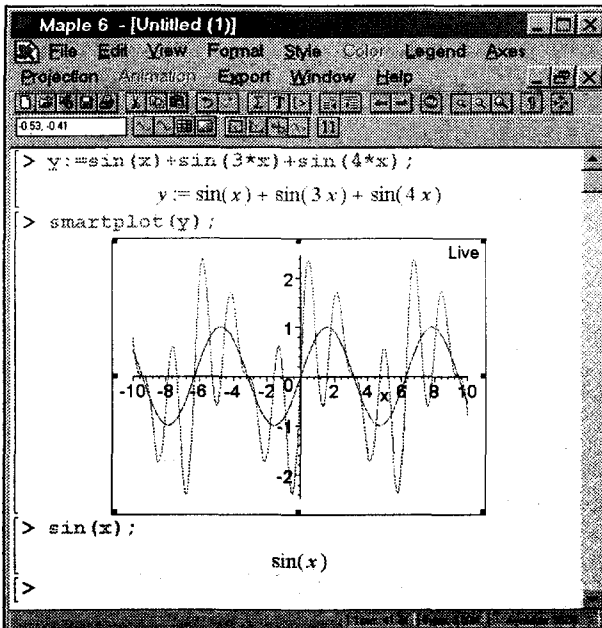 Maple 6 - [Untitled (1)]
File Edit View Format Style Color Legend Axes
Projection Animation Export Window Help
-0.53, -0.41
> y:=sin(x)+sin(3*x)+sin(4*x);
y := sin(x) + sin(3 x) + sin(4 x)
> smartplot(y);
Live
2
1
-10 -8 -6 -4 -2 0 2 4 6 8 10
x
-1
-2
> sin(x);
sin(x)
>